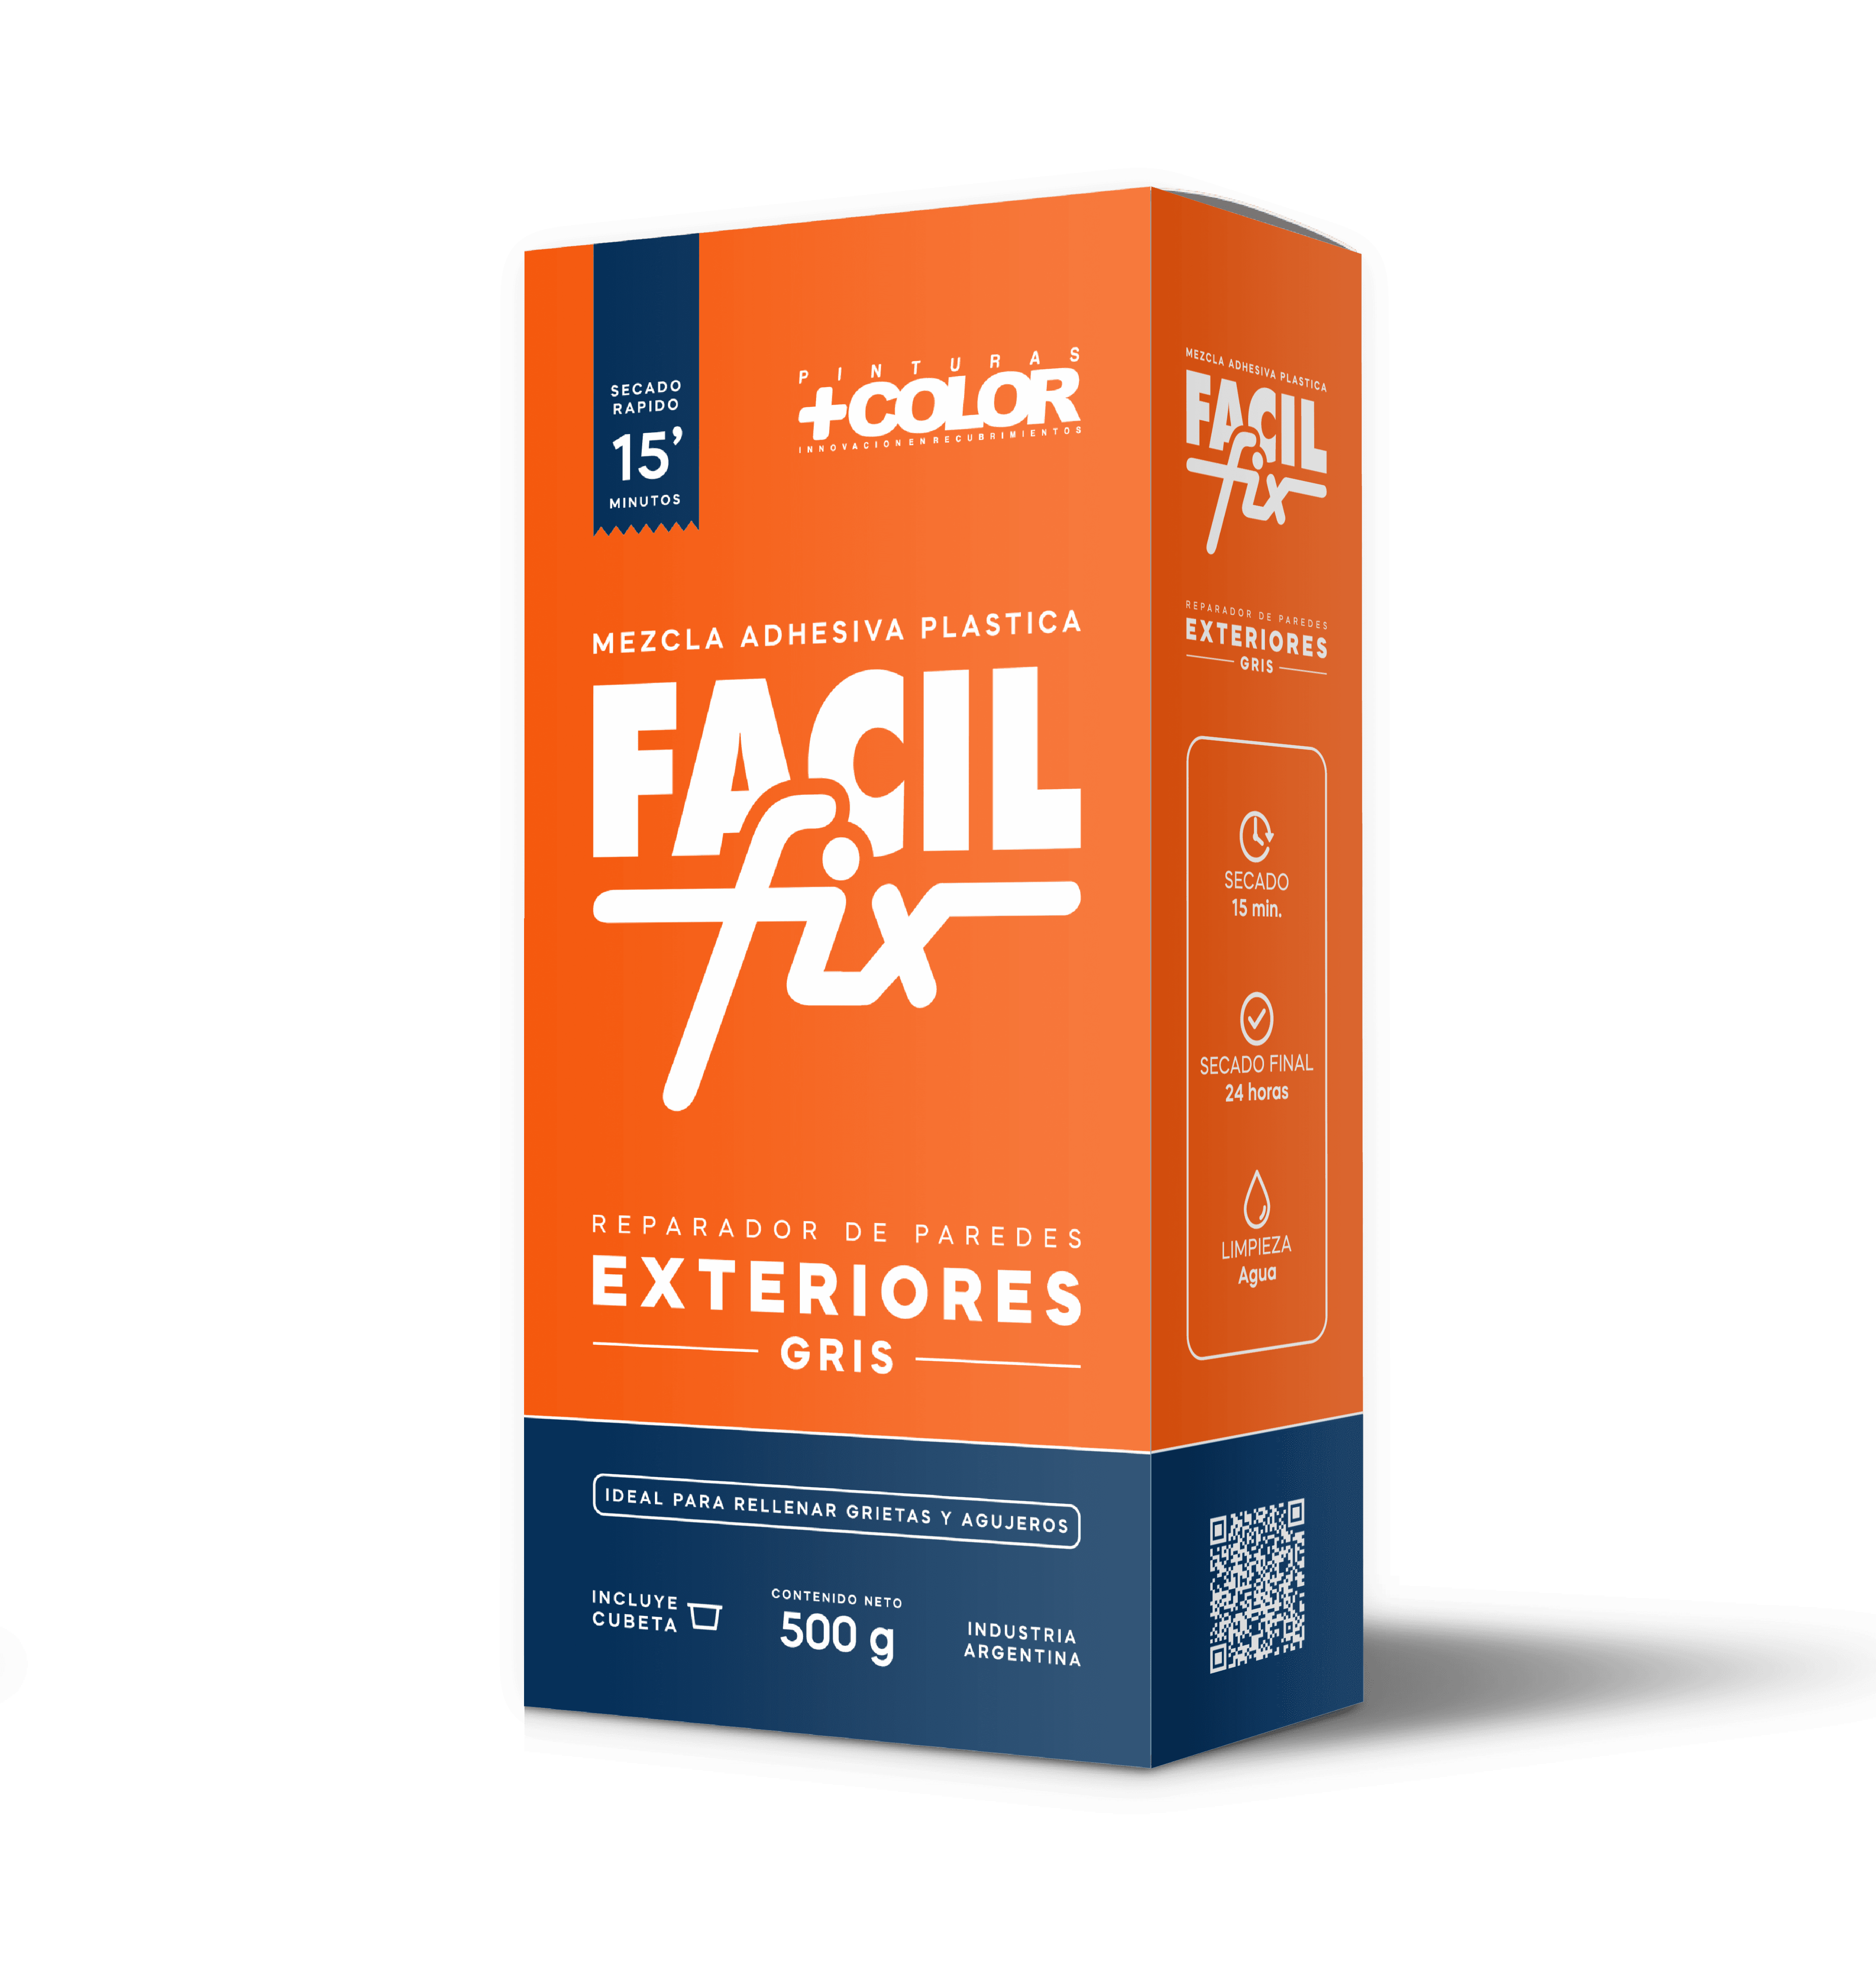 SECADO
RAPIDO
15’
MINUTOS
PINTURAS
+COLOR
INNOVACION EN RECUBRIMIENTOS
MEZCLA ADHESIVA PLASTICA
FACIL
fix
REPARADOR DE PAREDES
EXTERIORES
GRIS
IDEAL PARA RELLENAR GRIETAS Y AGUJEROS
INCLUYE
CUBETA
CONTENIDO NETO
500 g
INDUSTRIA
ARGENTINA
MEZCLA ADHESIVA PLASTICA
FACIL
fix
REPARADOR DE PAREDES
EXTERIORES
GRIS
SECADO
15 min.
SECADO FINAL
24 horas
LIMPIEZA
Agua